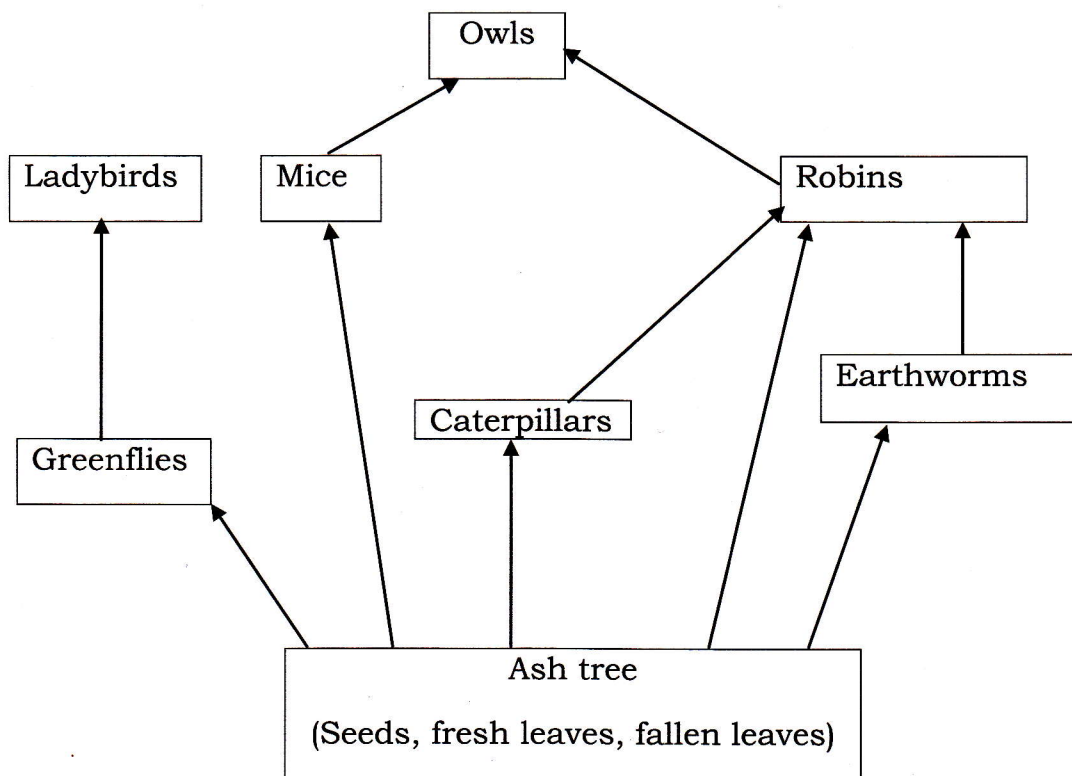 Owls
Ladybirds
Mice
Robins
Earthworms
Caterpillars
Greenflies
Ash tree
(Seeds, fresh leaves, fallen leaves)